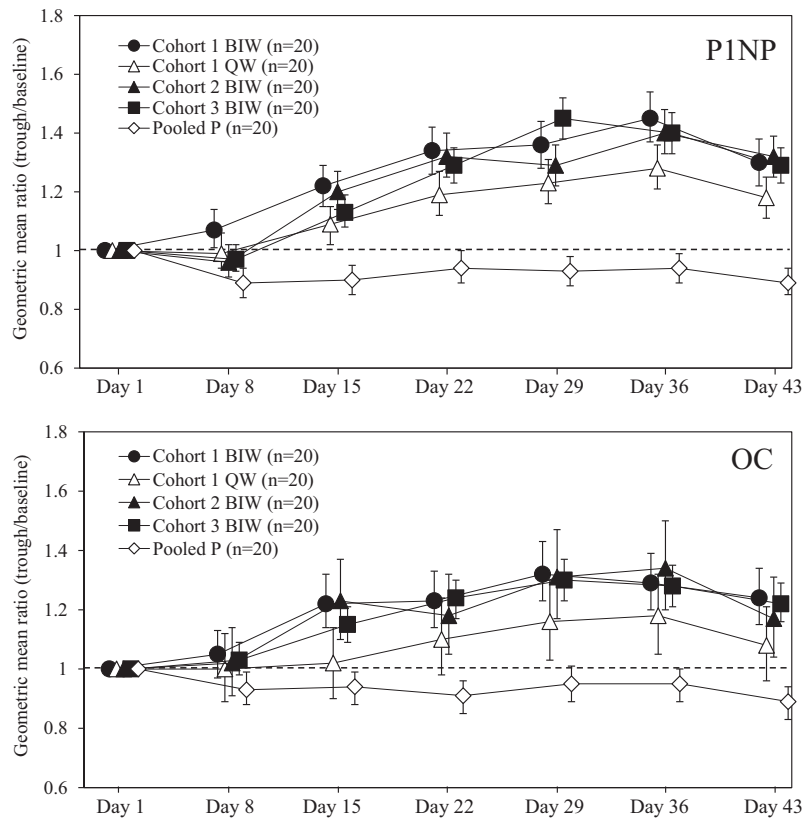 P1NP
Geometric mean ratio (trough/baseline)
1.8
1.6
1.4
1.2
1
0.8
0.6
Cohort 1 BIW (n=20)
Cohort 1 QW (n=20)
Cohort 2 BIW (n=20)
Cohort 3 BIW (n=20)
Pooled P (n=20)
Day 1 Day 8 Day 15 Day 22 Day 29 Day 36 Day 43
OC
Geometric mean ratio (trough/baseline)
1.8
1.6
1.4
1.2
1
0.8
0.6
Cohort 1 BIW (n=20)
Cohort 1 QW (n=20)
Cohort 2 BIW (n=20)
Cohort 3 BIW (n=20)
Pooled P (n=20)
Day 1 Day 8 Day 15 Day 22 Day 29 Day 36 Day 43